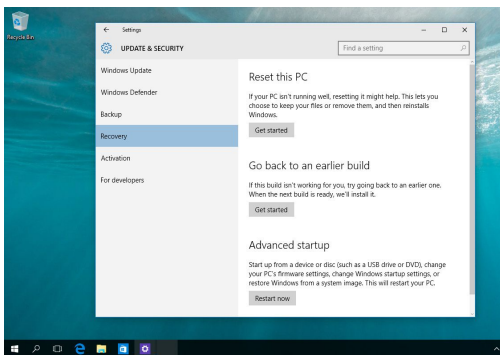 Recycle Bin
Settings
UPDATE & SECURITY
Find a setting
Windows Update
Windows Defender
Backup
Recovery
Activation
For developers
Reset this PC
If your PC isn't running well, resetting it might help. This lets you
choose to keep your files or remove them, and then reinstalls
Windows.
Get started
Go back to an earlier build
If this build isn't working for you, try going back to an earlier one.
When the next build is ready, we'll install it.
Get started
Advanced startup
Start up from a device or disc (such as a USB drive or DVD), change
your PC's firmware settings, change Windows startup settings, or
restore Windows from a system image. This will restart your PC.
Restart now